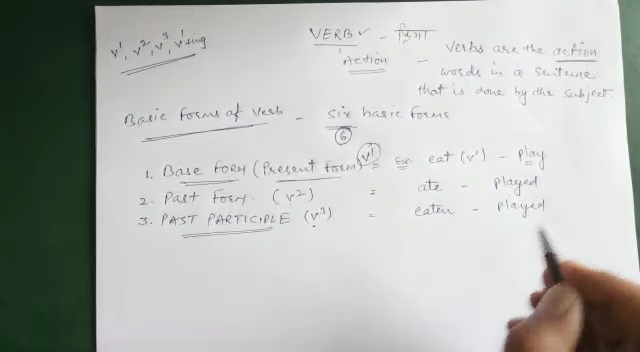 V¹, V², V³, V¹+ing
VERB ✓ - क्रिया
Action - Verbs are the action
words in a sentence
that is done by the subject.
Basic Forms of Verb - six basic forms
⑥
1. Base Form (Present Form) V¹ = Ex. eat (V¹) - Play
2. Past Form. (V²) = ate - Played
3. PAST PARTICIPLE (V³) = eaten - Played